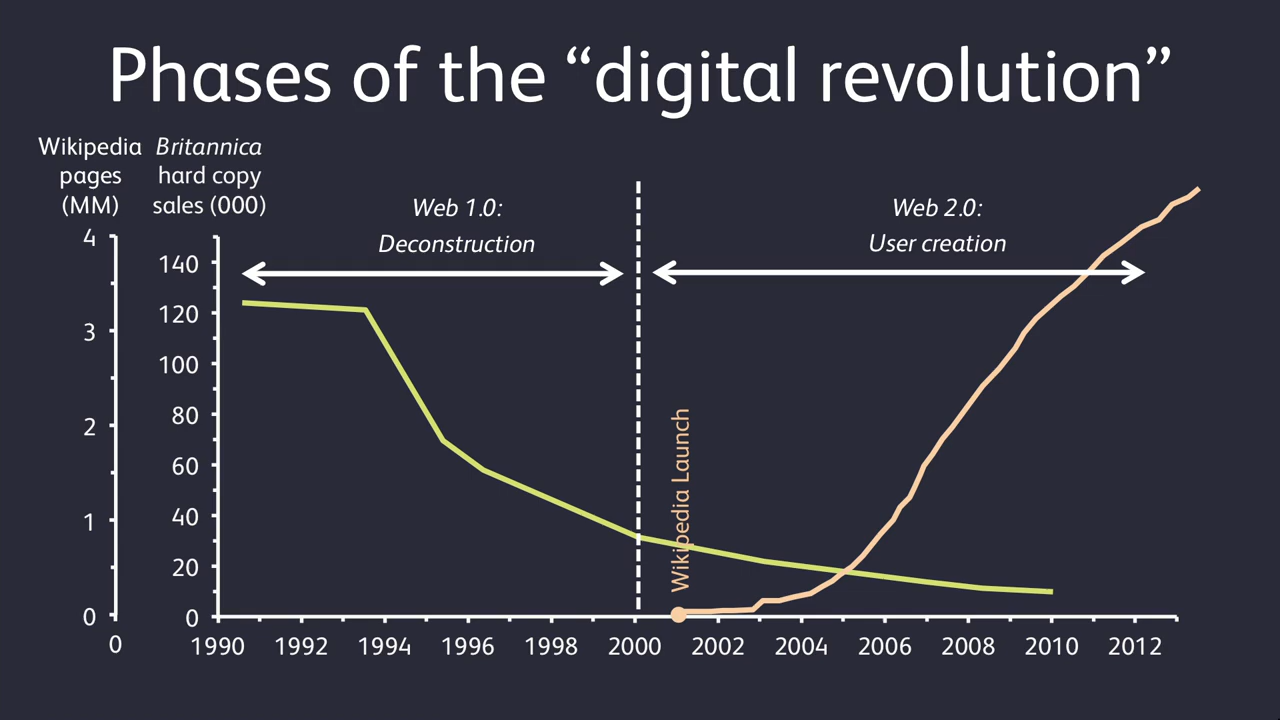 Phases of the “digital revolution”
Wikipedia
pages
(MM)
Britannica
hard copy
sales (000)
Web 1.0:
Deconstruction
Web 2.0:
User creation
4
3
2
1
0
0
140
120
100
80
60
40
20
0
Wikipedia Launch
1990 1992 1994 1996 1998 2000 2002 2004 2006 2008 2010 2012